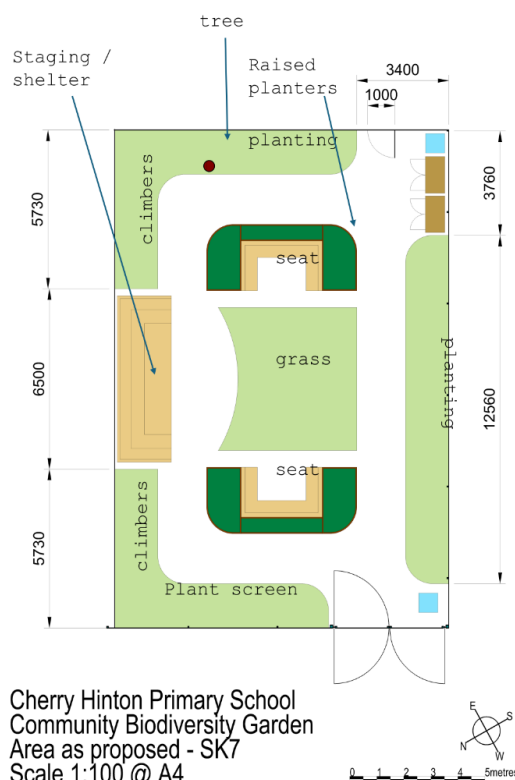 tree
Staging /
shelter
Raised
planters
3400
1000
planting
climbers
5730
3760
seat
grass
planting
6500
12560
seat
climbers
5730
Plant screen
Cherry Hinton Primary School
Community Biodiversity Garden
Area as proposed - SK7
Scale 1:100 @ A4
E
S
N
W
0 1 2 3 4 5metres